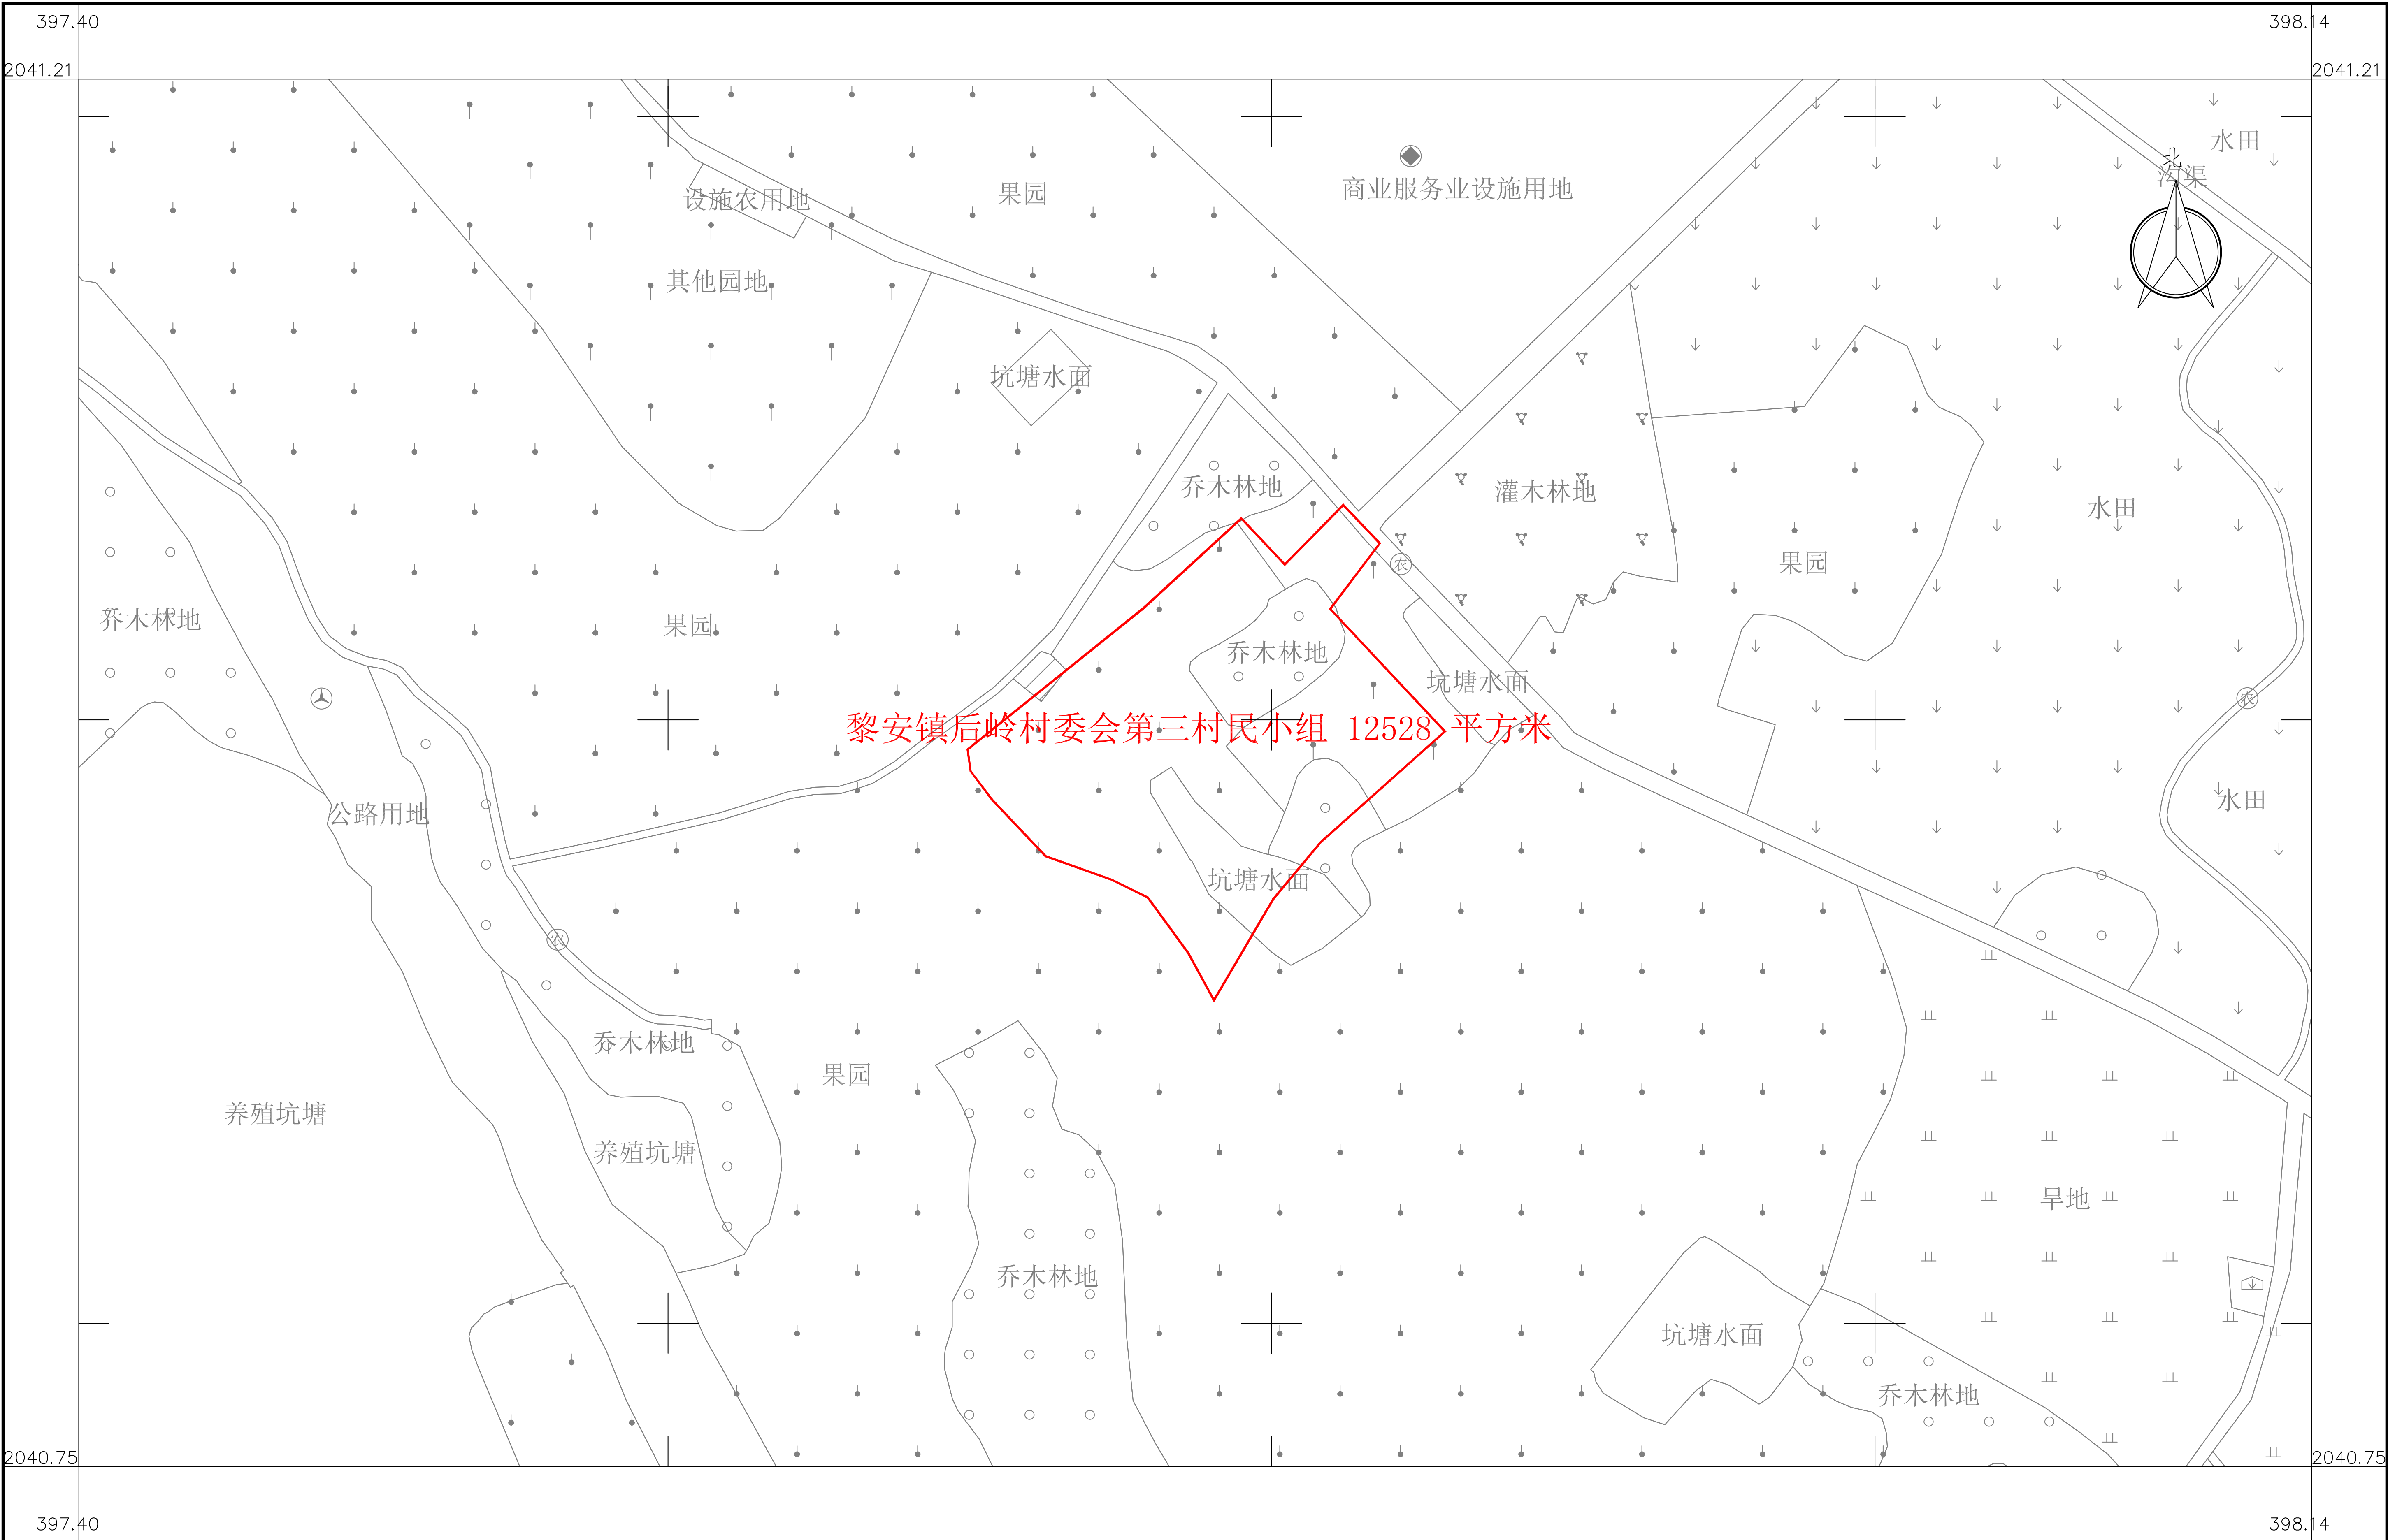 397.40
398.14
2041.21
2041.21
水田
北
沟渠
设施农用地
果园
商业服务业设施用地
其他园地
坑塘水面
乔木林地
灌木林地
水田
果园
农
乔木林地
果园
乔木林地
坑塘水面
农
黎安镇后岭村委会第三村民小组 12528 平方米
公路用地
水田
坑塘水面
农
乔木林地
果园
养殖坑塘
养殖坑塘
旱地
乔木林地
坑塘水面
乔木林地
2040.75
2040.75
397.40
398.14